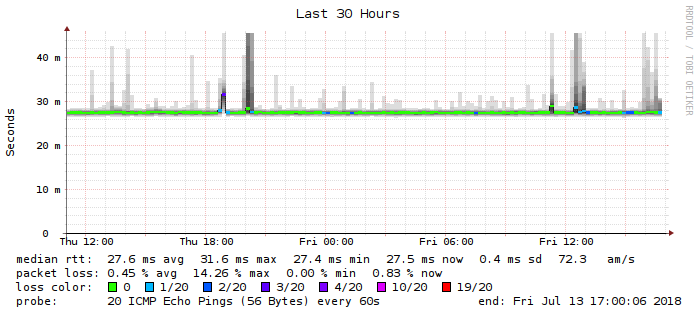 Last 30 Hours
RRDTOOL / TOBI OETIKER
Seconds
40 m
30 m
20 m
10 m
0
Thu 12:00 Thu 18:00 Fri 00:00 Fri 06:00 Fri 12:00
median rtt: 27.6 ms avg 31.6 ms max 27.4 ms min 27.5 ms now 0.4 ms sd 72.3 am/s
packet loss: 0.45 % avg 14.26 % max 0.00 % min 0.83 % now
loss color: 0 1/20 2/20 3/20 4/20 10/20 19/20
probe: 20 ICMP Echo Pings (56 Bytes) every 60s end: Fri Jul 13 17:00:06 2018